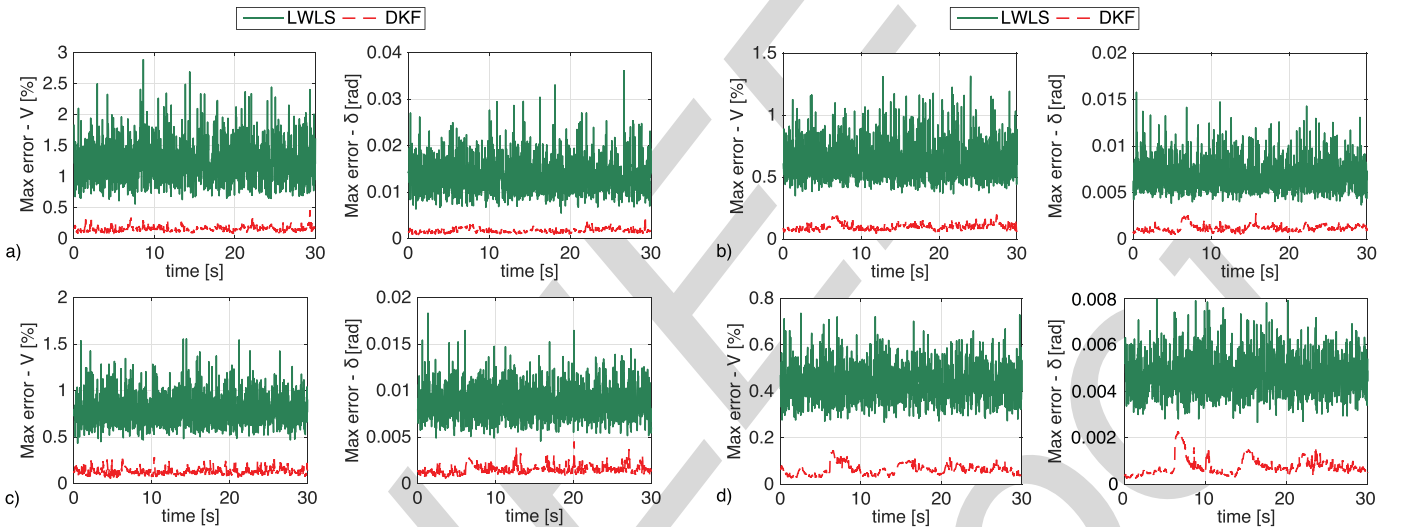 LWLS DKF
LWLS DKF
a)
Max error - V [%]
3
2.5
2
1.5
1
0.5
0
0 10 20 30
time [s]
Max error - δ [rad]
0.04
0.03
0.02
0.01
0
0 10 20 30
time [s]
b)
Max error - V [%]
1.5
1
0.5
0
0 10 20 30
time [s]
Max error - δ [rad]
0.02
0.015
0.01
0.005
0
0 10 20 30
time [s]
c)
Max error - V [%]
2
1.5
1
0.5
0
0 10 20 30
time [s]
Max error - δ [rad]
0.02
0.015
0.01
0.005
0
0 10 20 30
time [s]
d)
Max error - V [%]
0.8
0.6
0.4
0.2
0
0 10 20 30
time [s]
Max error - δ [rad]
0.008
0.006
0.004
0.002
0
0 10 20 30
time [s]